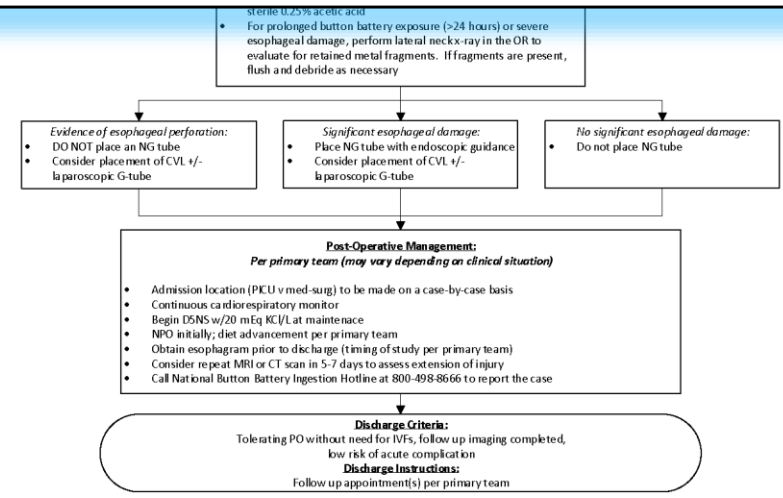 sterile 0.25% acetic acid
• For prolonged button battery exposure (>24 hours) or severe
esophageal damage, perform lateral neck x-ray in the OR to
evaluate for retained metal fragments. If fragments are present,
flush and debride as necessary
Evidence of esophageal perforation:
• DO NOT place an NG tube
• Consider placement of CVL +/-
laparoscopic G-tube
Significant esophageal damage:
• Place NG tube with endoscopic guidance
• Consider placement of CVL +/-
laparoscopic G-tube
No significant esophageal damage:
• Do not place NG tube
Post-Operative Management:
Per primary team (may vary depending on clinical situation)
• Admission location (PICU v med-surg) to be made on a case-by-case basis
• Continuous cardiorespiratory monitor
• Begin D5NS w/20 mEq KCl/L at maintenace
• NPO initially; diet advancement per primary team
• Obtain esophagram prior to discharge (timing of study per primary team)
• Consider repeat MRI or CT scan in 5-7 days to assess extension of injury
• Call National Button Battery Ingestion Hotline at 800-498-8666 to report the case
Discharge Criteria:
Tolerating PO without need for IVFs, follow up imaging completed,
low risk of acute complication
Discharge Instructions:
Follow up appointment(s) per primary team